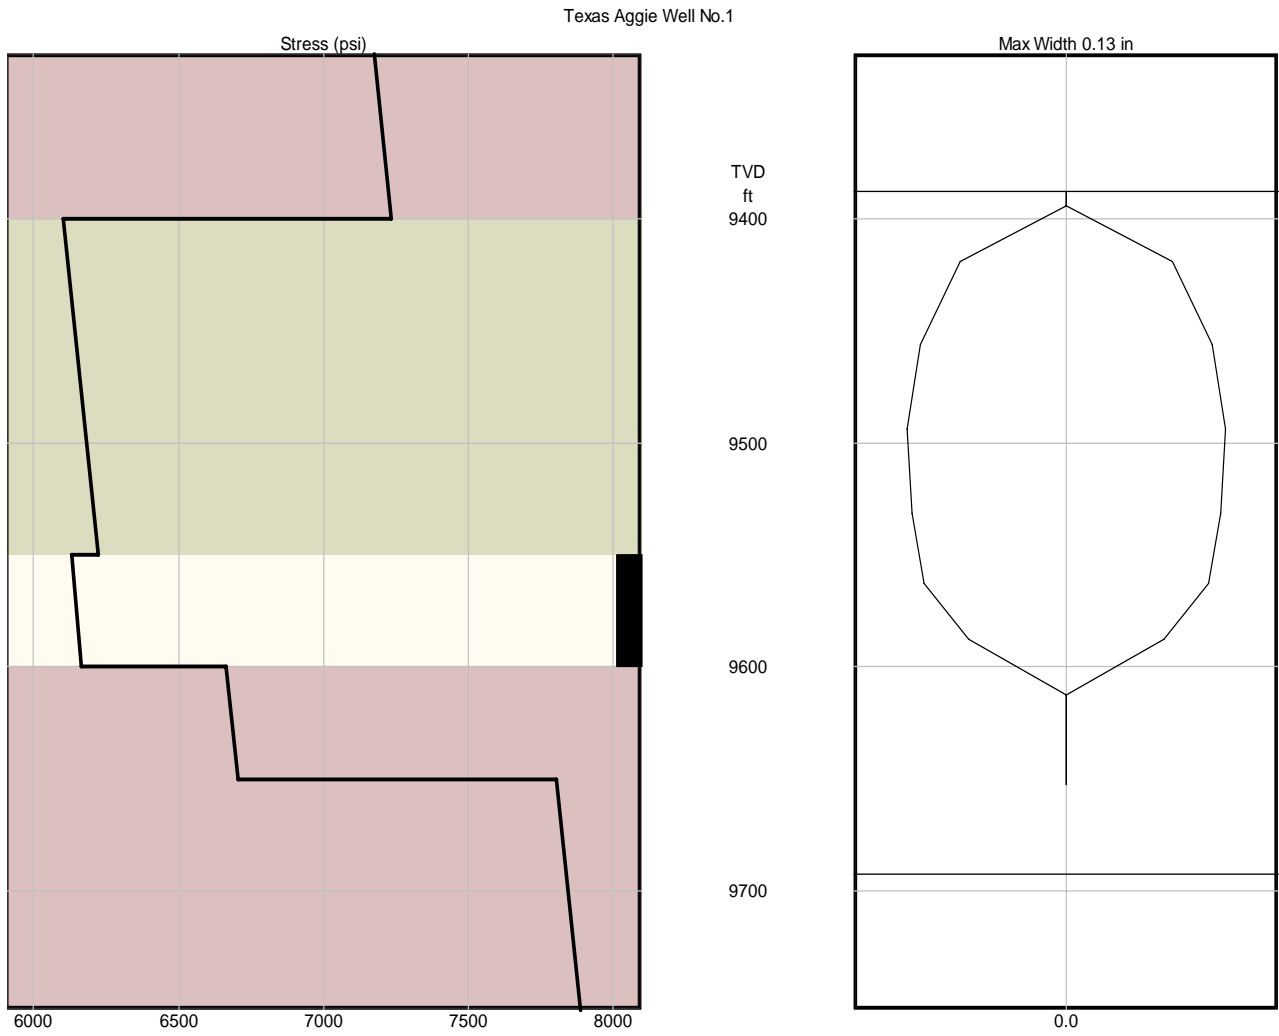 Texas Aggie Well No.1
Stress (psi)
Max Width 0.13 in
TVD
ft
9400
9500
9600
9700
6000 6500 7000 7500 8000
0.0